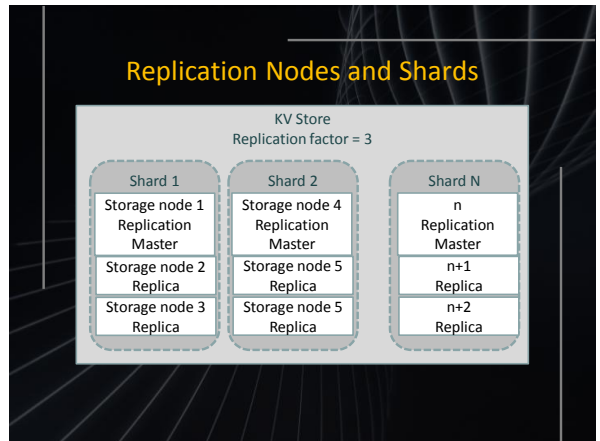 Replication Nodes and Shards
KV Store
Replication factor = 3
Shard 1
Storage node 1
Replication
Master
Storage node 2
Replica
Storage node 3
Replica
Shard 2
Storage node 4
Replication
Master
Storage node 5
Replica
Storage node 5
Replica
Shard N
n
Replication
Master
n+1
Replica
n+2
Replica